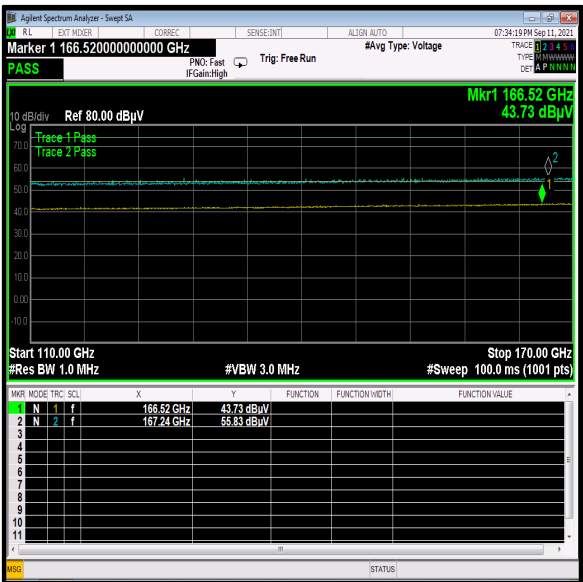 Agilent Spectrum Analyzer - Swept SA
RL EXT MIXER CORREC SENSE:INT ALIGN AUTO 07:34:19 PM Sep 11, 2021
Marker 1 166.520000000000 GHz #Avg Type: Voltage TRACE 1 2 3 4 5 6
PNO: Fast Trig: Free Run TYPE M M W W W W
PASS IFGain:High DET A P N N N N
Mkr1 166.52 GHz
10 dB/div Ref 80.00 dBµV 43.73 dBµV
Log
Trace 1 Pass
70.0
Trace 2 Pass
2
60.0
1
50.0
40.0
30.0
20.0
10.0
0.00
-10.0
Start 110.00 GHz Stop 170.00 GHz
#Res BW 1.0 MHz #VBW 3.0 MHz #Sweep 100.0 ms (1001 pts)
MKR MODE TRC SCL X Y FUNCTION FUNCTION WIDTH FUNCTION VALUE
1 N 1 f 166.52 GHz 43.73 dBµV
2 N 2 f 167.24 GHz 55.83 dBµV
3
4
5
6
7
8
9
10
11
MSG STATUS